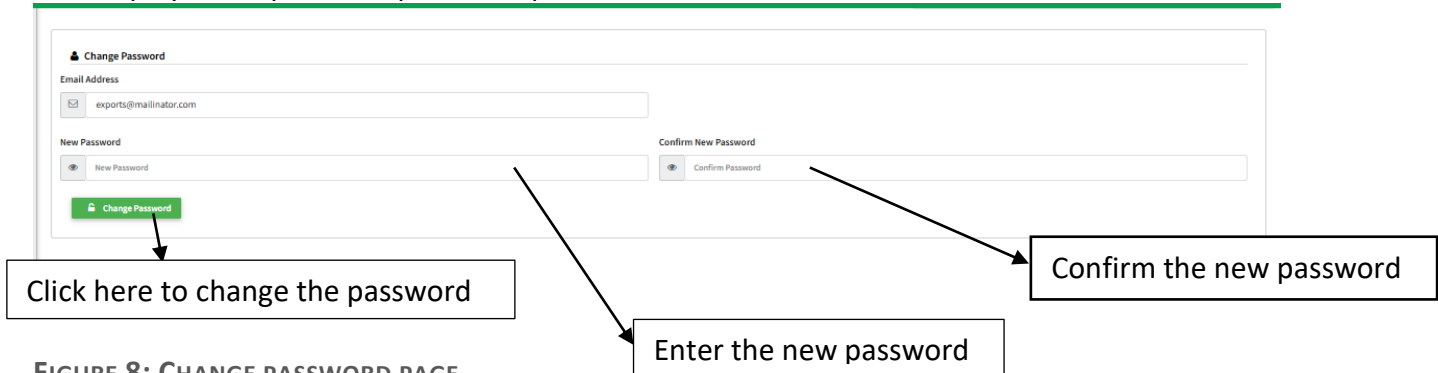 Change Password
Email Address
exports@mailinator.com
New Password
Confirm New Password
New Password
Confirm Password
Change Password
Click here to change the password
Confirm the new password
Enter the new password
FIGURE 8: CHANGE PASSWORD PAGE